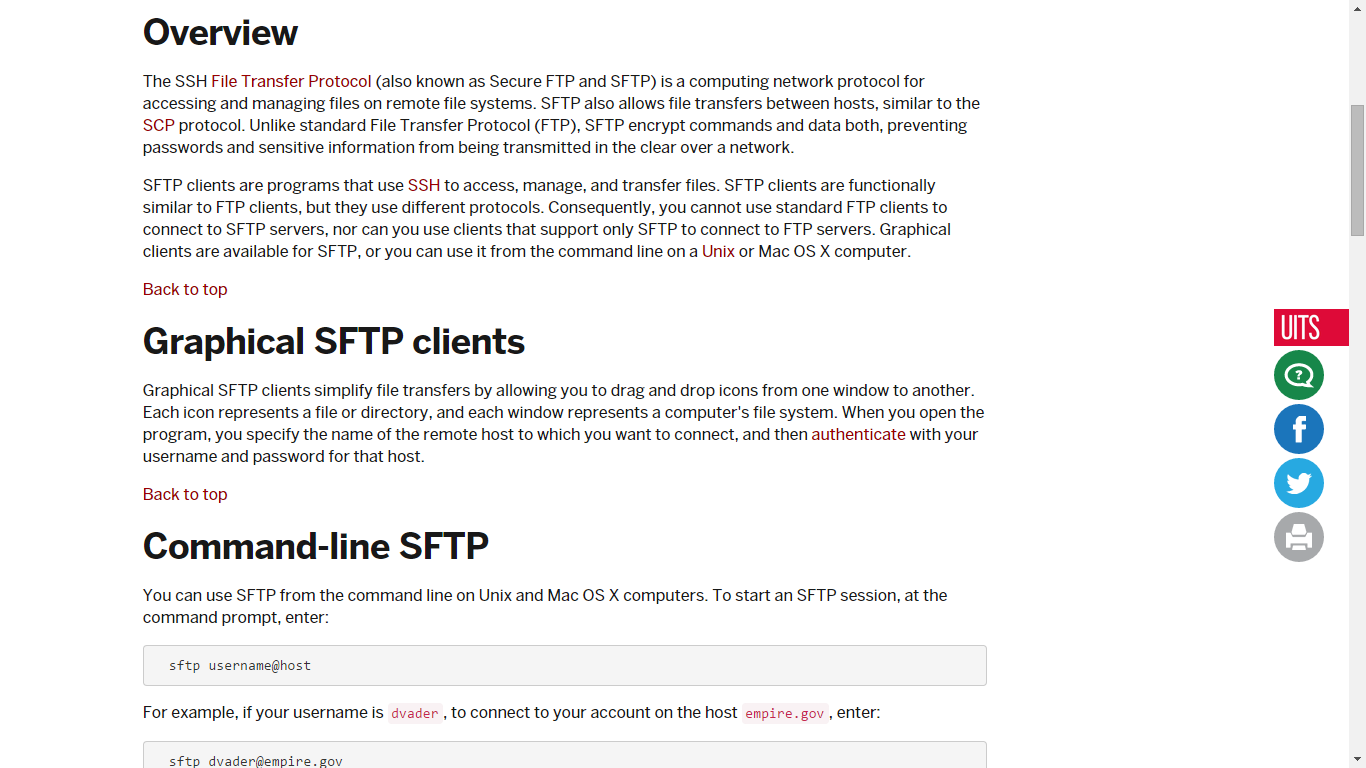 Overview
The SSH File Transfer Protocol (also known as Secure FTP and SFTP) is a computing network protocol for
accessing and managing files on remote file systems. SFTP also allows file transfers between hosts, similar to the
SCP protocol. Unlike standard File Transfer Protocol (FTP), SFTP encrypt commands and data both, preventing
passwords and sensitive information from being transmitted in the clear over a network.
SFTP clients are programs that use SSH to access, manage, and transfer files. SFTP clients are functionally
similar to FTP clients, but they use different protocols. Consequently, you cannot use standard FTP clients to
connect to SFTP servers, nor can you use clients that support only SFTP to connect to FTP servers. Graphical
clients are available for SFTP, or you can use it from the command line on a Unix or Mac OS X computer.
Back to top
Graphical SFTP clients
Graphical SFTP clients simplify file transfers by allowing you to drag and drop icons from one window to another.
Each icon represents a file or directory, and each window represents a computer's file system. When you open the
program, you specify the name of the remote host to which you want to connect, and then authenticate with your
username and password for that host.
Back to top
Command-line SFTP
You can use SFTP from the command line on Unix and Mac OS X computers. To start an SFTP session, at the
command prompt, enter:
sftp username@host
For example, if your username is dvader, to connect to your account on the host empire.gov, enter:
sftp dvader@empire.gov
UITS